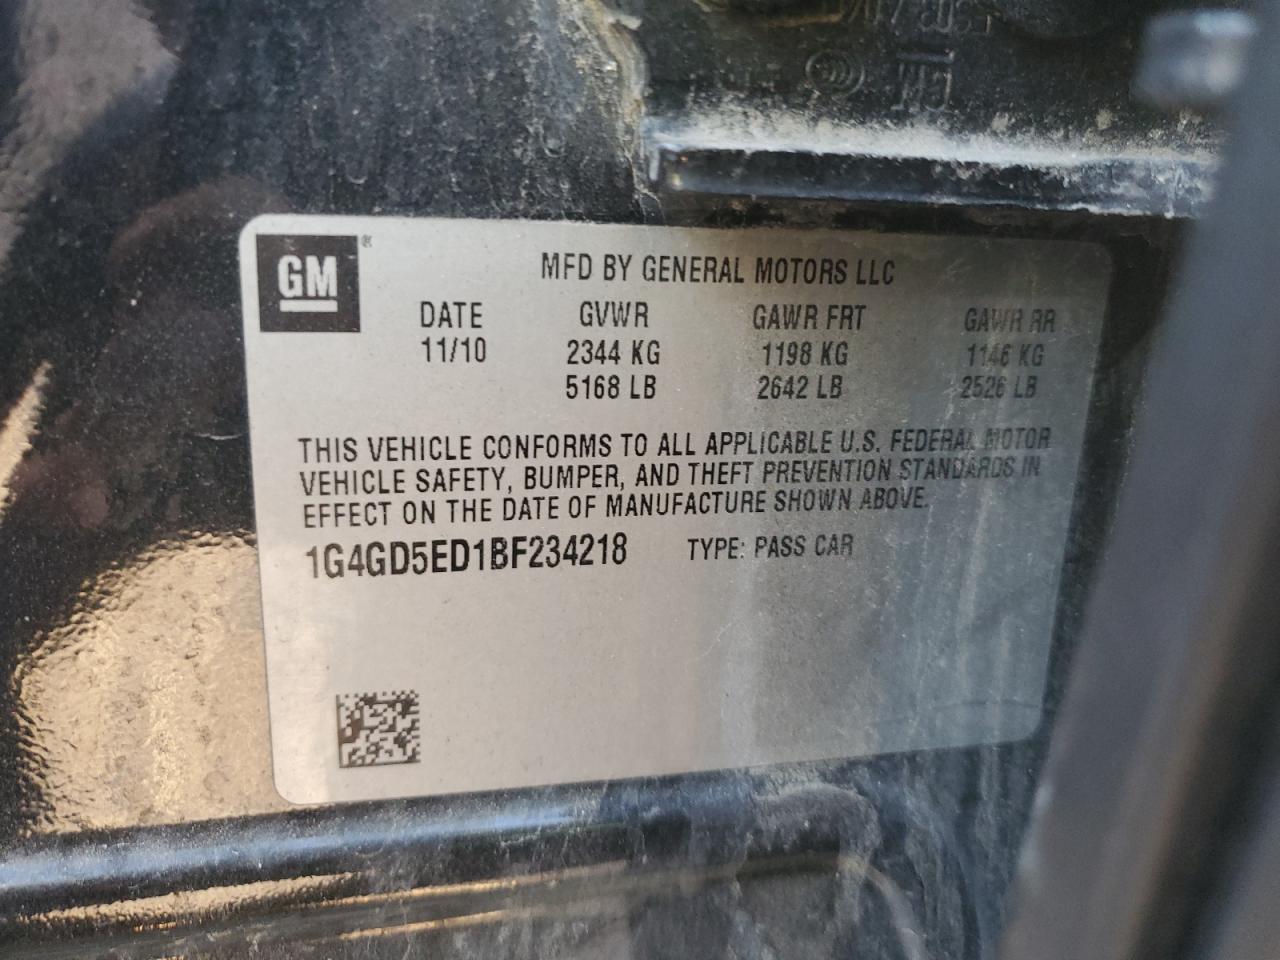 GM ®
MFD BY GENERAL MOTORS LLC
DATE GVWR GAWR FRT GAWR RR
11/10 2344 KG 1198 KG 1146 KG
5168 LB 2642 LB 2526 LB
THIS VEHICLE CONFORMS TO ALL APPLICABLE U.S. FEDERAL MOTOR
VEHICLE SAFETY, BUMPER, AND THEFT PREVENTION STANDARDS IN
EFFECT ON THE DATE OF MANUFACTURE SHOWN ABOVE.
1G4GD5ED1BF234218 TYPE: PASS CAR